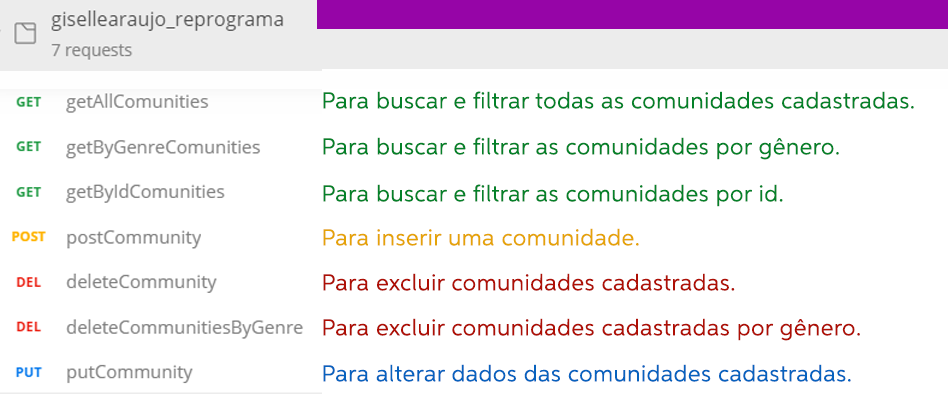 gisellearaujo_reprograma
7 requests
GET getAllComunities Para buscar e filtrar todas as comunidades cadastradas.
GET getByGenreComunities Para buscar e filtrar as comunidades por gênero.
GET getByIdComunities Para buscar e filtrar as comunidades por id.
POST postCommunity Para inserir uma comunidade.
DEL deleteCommunity Para excluir comunidades cadastradas.
DEL deleteCommunitiesByGenre Para excluir comunidades cadastradas por gênero.
PUT putCommunity Para alterar dados das comunidades cadastradas.